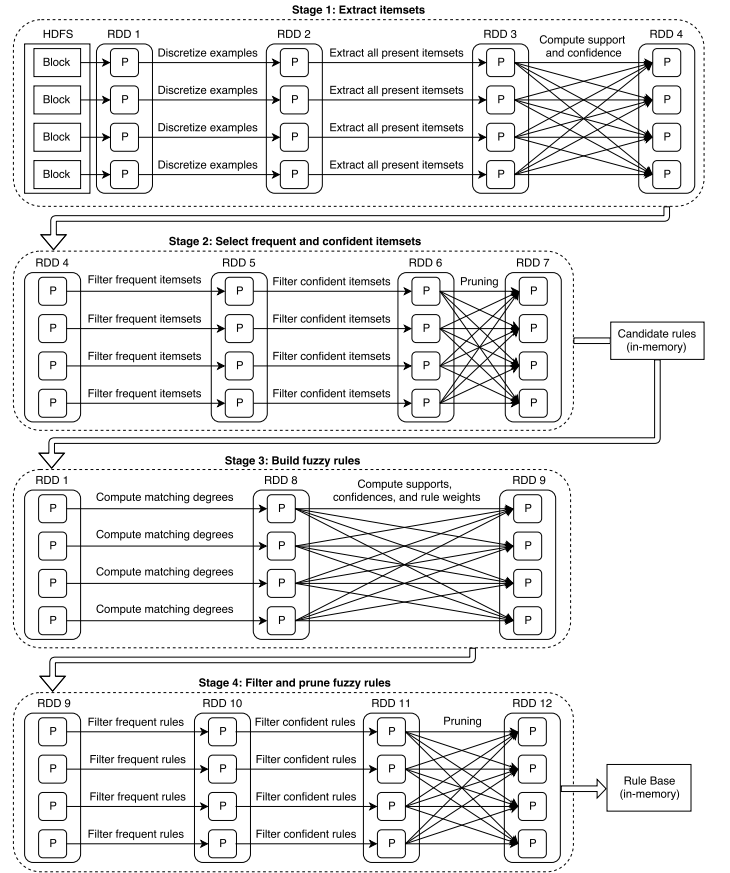 Stage 1: Extract itemsets
HDFS
RDD 1
RDD 2
RDD 3
Compute support
and confidence
RDD 4
Block
P
Discretize examples
P
Extract all present itemsets
P
P
Block
P
Discretize examples
P
Extract all present itemsets
P
P
Block
P
Discretize examples
P
Extract all present itemsets
P
P
Block
P
Discretize examples
P
Extract all present itemsets
P
P
Stage 2: Select frequent and confident itemsets
RDD 4
RDD 5
RDD 6
RDD 7
P
Filter frequent itemsets
P
Filter confident itemsets
P
Pruning
P
P
Filter frequent itemsets
P
Filter confident itemsets
P
P
P
Filter frequent itemsets
P
Filter confident itemsets
P
P
P
Filter frequent itemsets
P
Filter confident itemsets
P
P
Candidate rules
(in-memory)
Stage 3: Build fuzzy rules
RDD 1
RDD 8
Compute supports,
confidences, and rule weights
RDD 9
P
Compute matching degrees
P
P
P
Compute matching degrees
P
P
P
Compute matching degrees
P
P
P
Compute matching degrees
P
P
Stage 4: Filter and prune fuzzy rules
RDD 9
RDD 10
RDD 11
RDD 12
P
Filter frequent rules
P
Filter confident rules
P
Pruning
P
P
Filter frequent rules
P
Filter confident rules
P
P
P
Filter frequent rules
P
Filter confident rules
P
P
P
Filter frequent rules
P
Filter confident rules
P
P
Rule Base
(in-memory)